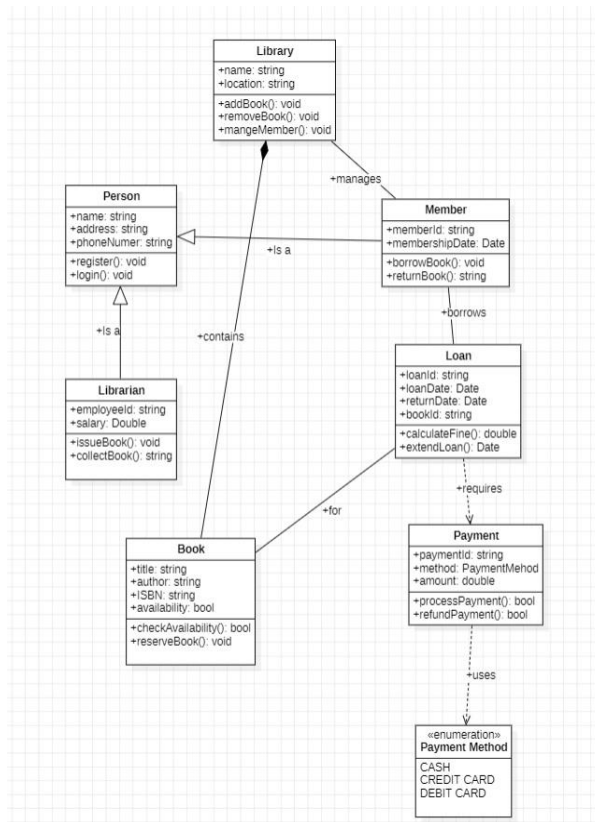 Library
+name: string
+location: string
+addBook(): void
+removeBook(): void
+mangeMember(): void
+manages
Person
+name: string
+address: string
+phoneNumer: string
+register(): void
+login(): void
Member
+memberId: string
+membershipDate: Date
+borrowBook(): void
+returnBook(): string
+Is a
+borrows
+Is a
+contains
Loan
+loanId: string
+loanDate: Date
+returnDate: Date
+bookId: string
+calculateFine(): double
+extendLoan(): Date
Librarian
+employeeId: string
+salary: Double
+issueBook(): void
+collectBook(): string
+requires
+for
Book
+title: string
+author: string
+ISBN: string
+availability: bool
+checkAvailability(): bool
+reserveBook(): void
Payment
+paymentId: string
+method: PaymentMehod
+amount: double
+processPayment(): bool
+refundPayment(): bool
+uses
«enumeration»
Payment Method
CASH
CREDIT CARD
DEBIT CARD